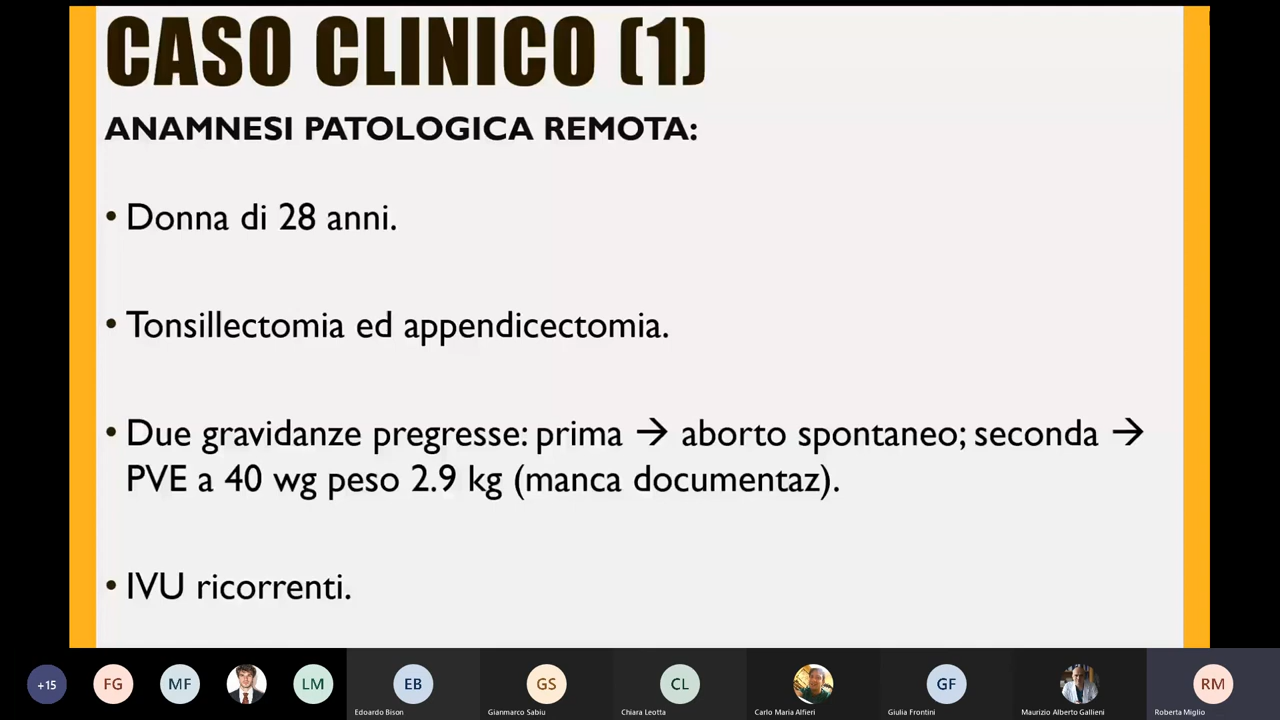 CASO CLINICO (1)
ANAMNESI PATOLOGICA REMOTA:
• Donna di 28 anni.
• Tonsillectomia ed appendicectomia.
• Due gravidanze pregresse: prima → aborto spontaneo; seconda →
PVE a 40 wg peso 2.9 kg (manca documentaz).
• IVU ricorrenti.
+15
FG
MF
LM
EB
GS
CL
GF
RM
Edoardo Bison
Gianmarco Sabiu
Chiara Leotta
Carlo Maria Alfieri
Giulia Frontini
Maurizio Alberto Gallieni
Roberta Miglio